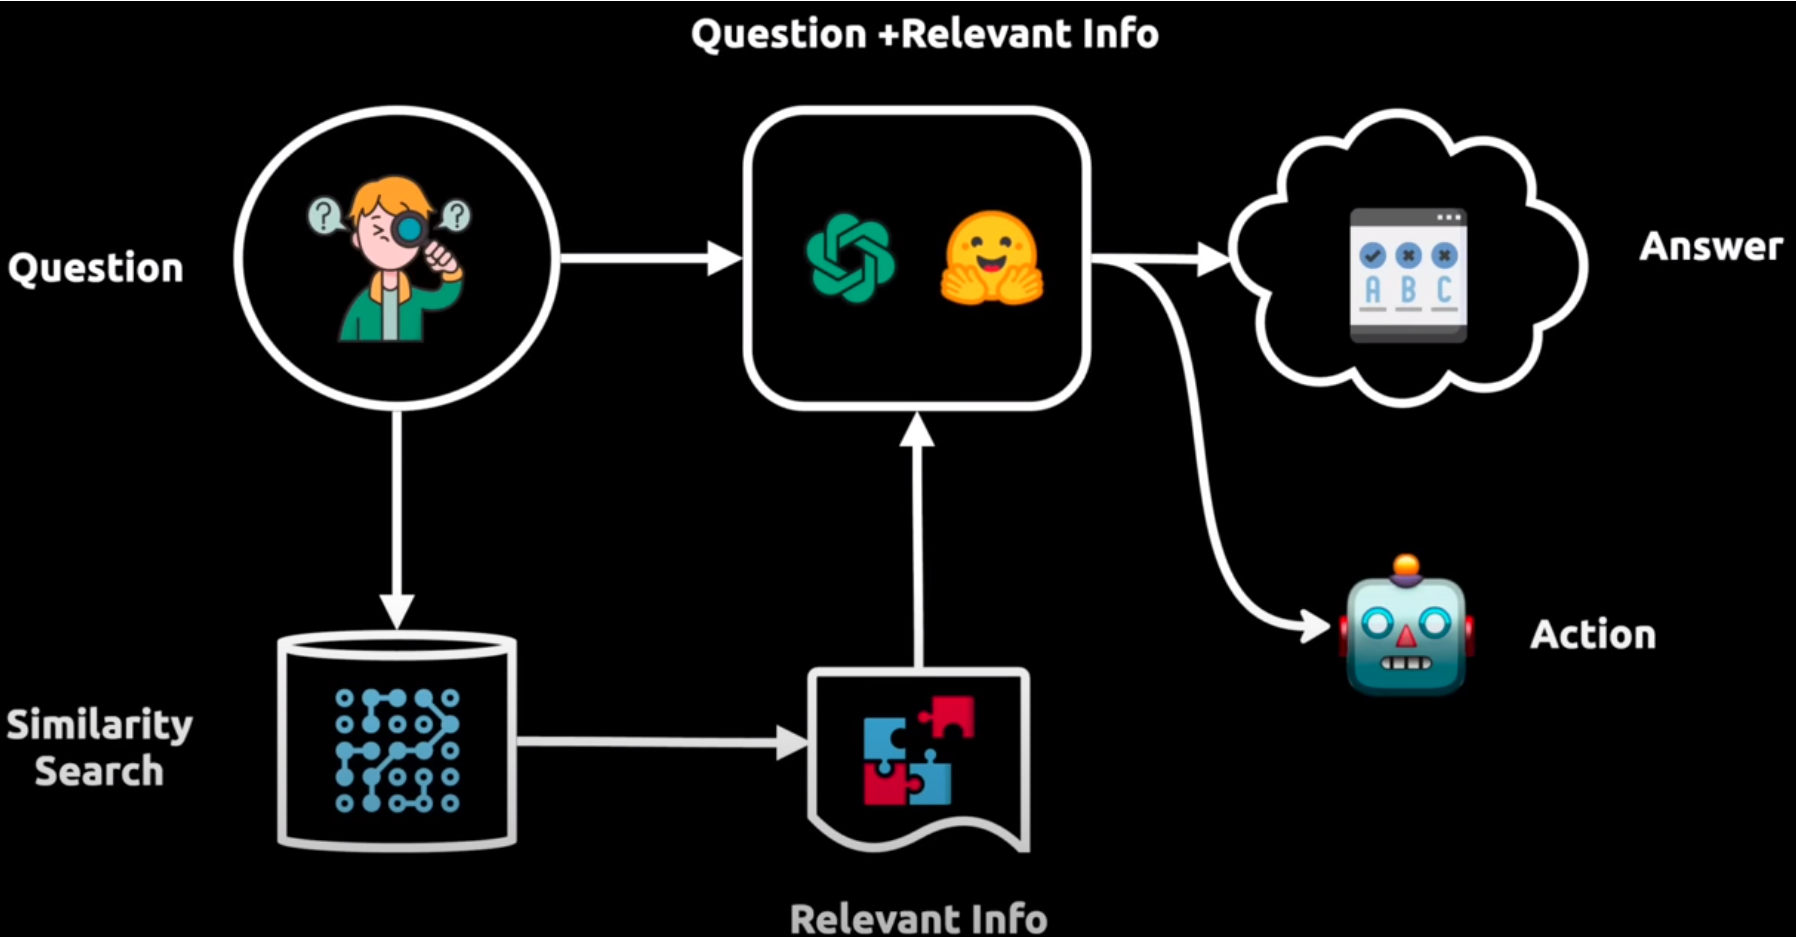 Question +Relevant Info
? ?
Question
Answer
A B C
Action
Similarity
Search
Relevant Info